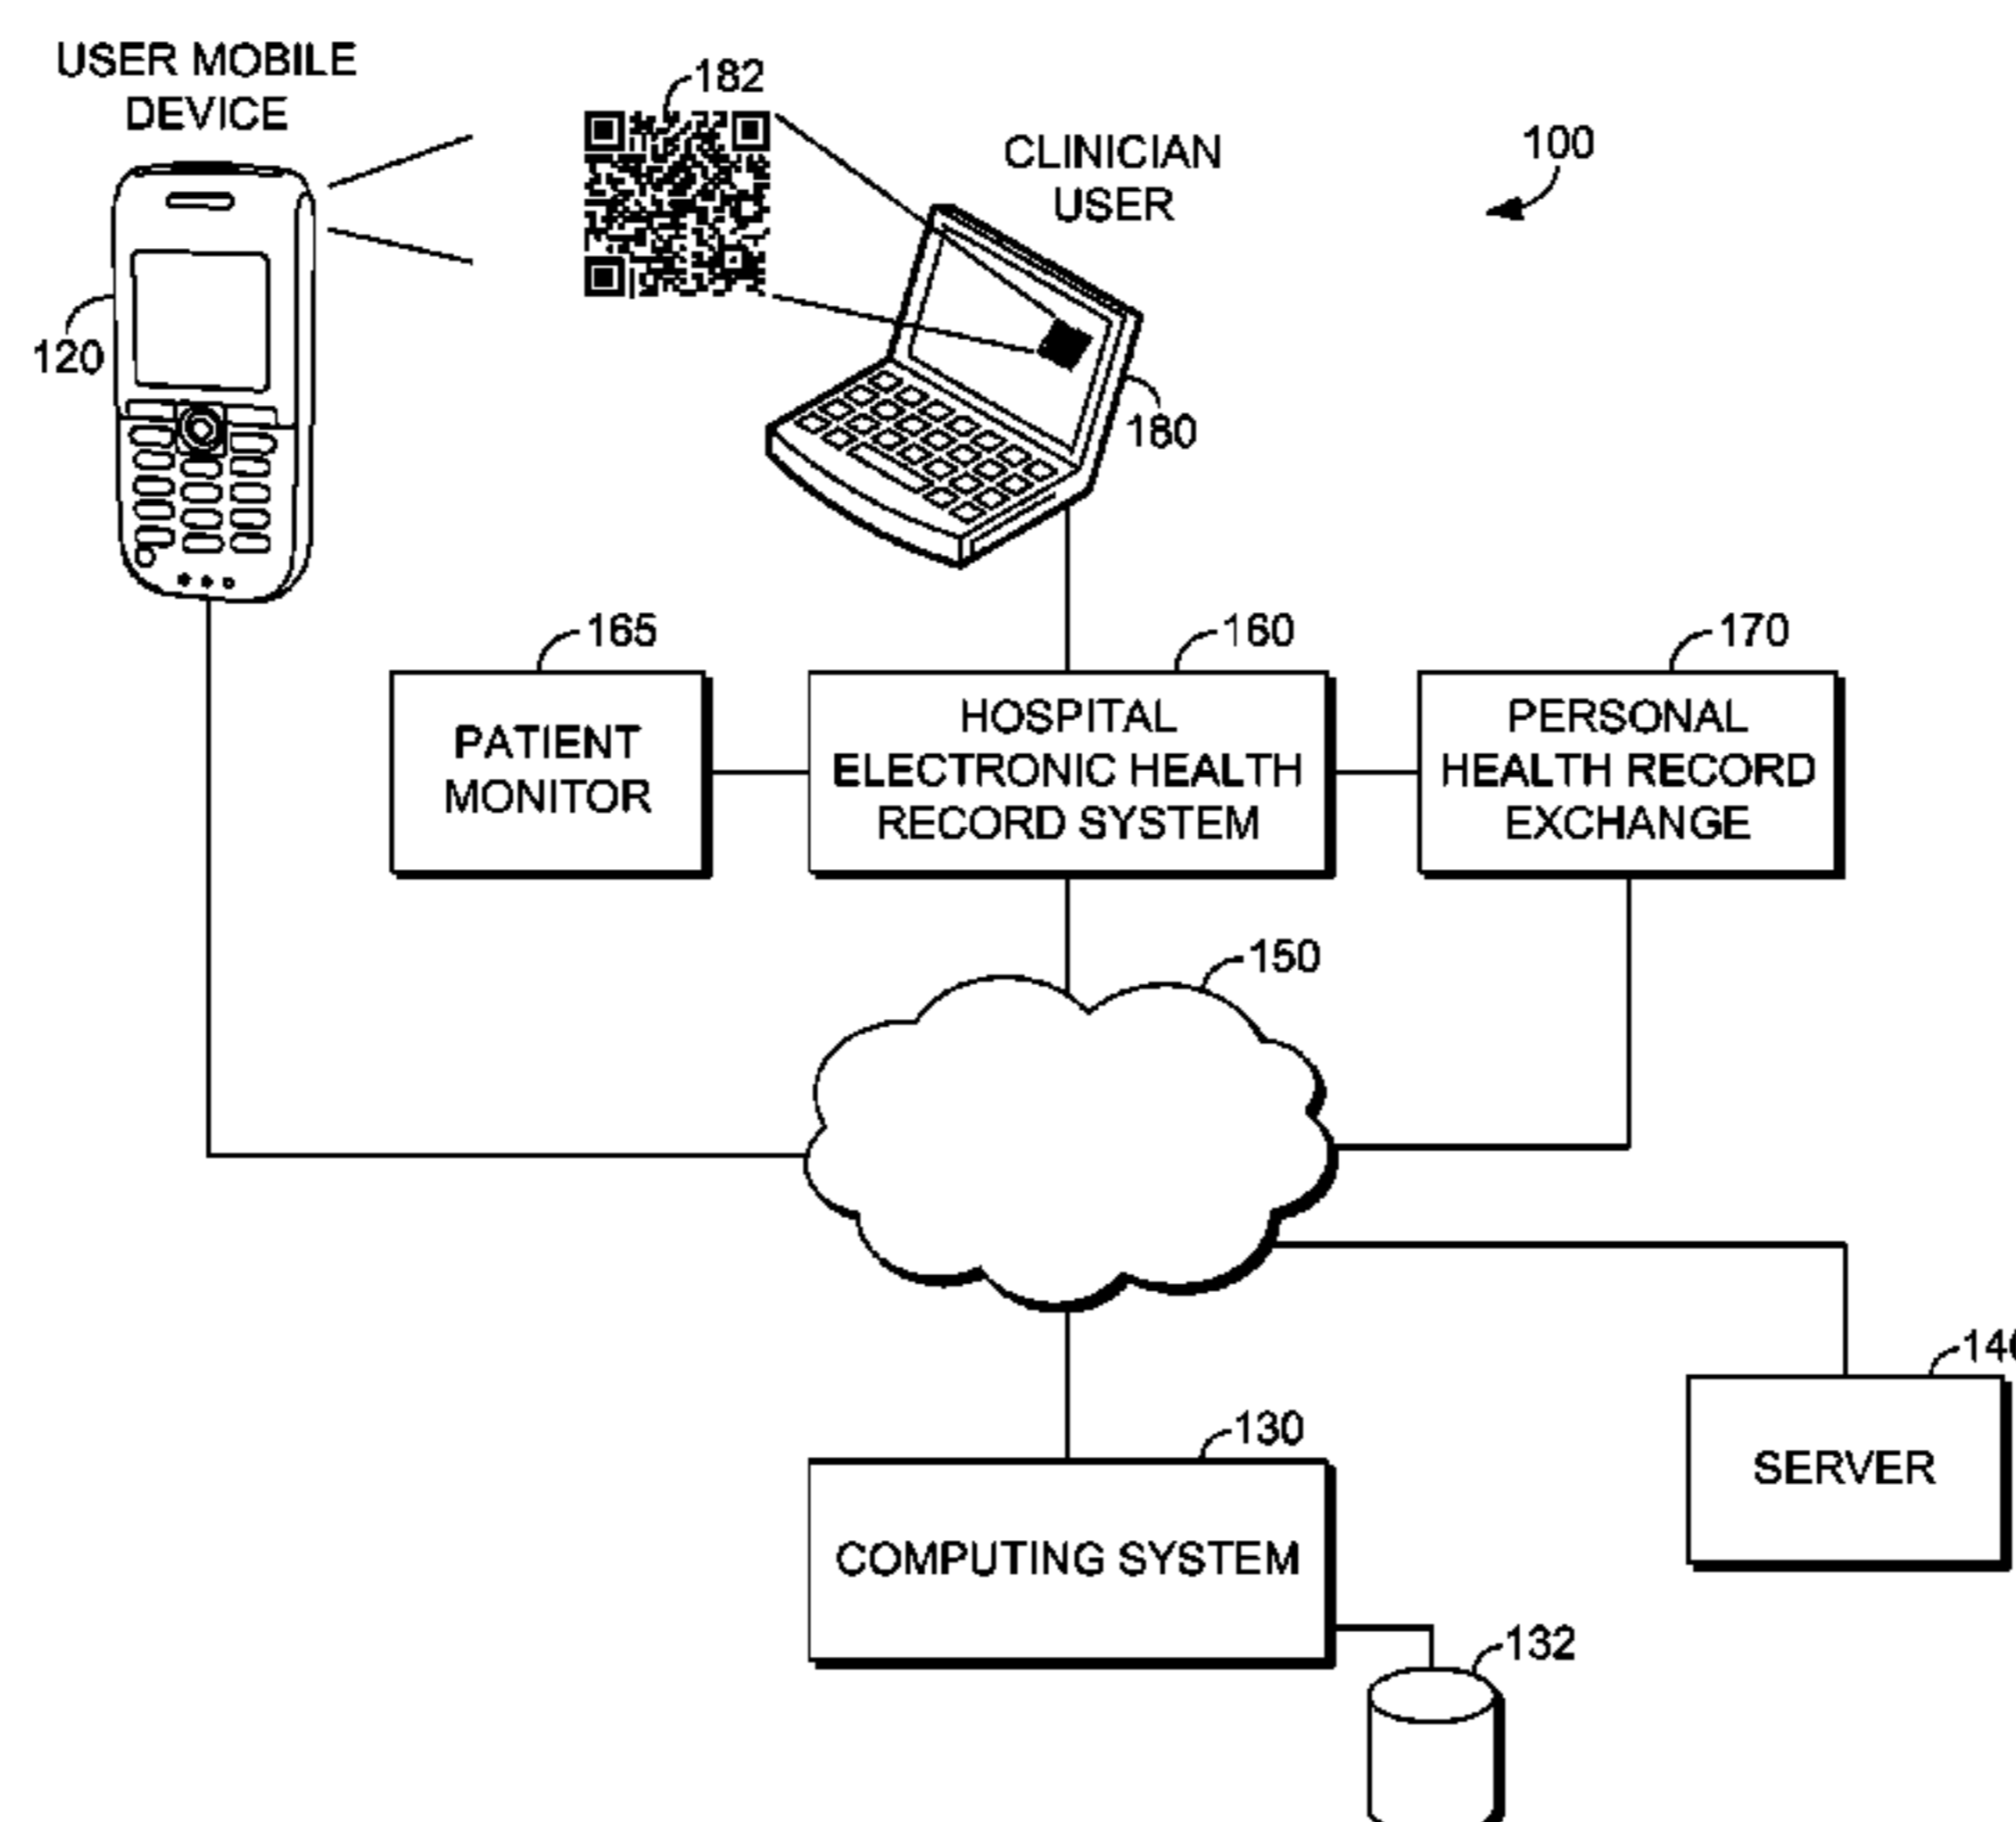 USER MOBILE
DEVICE
182
CLINICIAN
USER
100
120
180
165
160
170
PATIENT
MONITOR
HOSPITAL
ELECTRONIC HEALTH
RECORD SYSTEM
PERSONAL
HEALTH RECORD
EXCHANGE
150
130
SERVER
COMPUTING SYSTEM
132